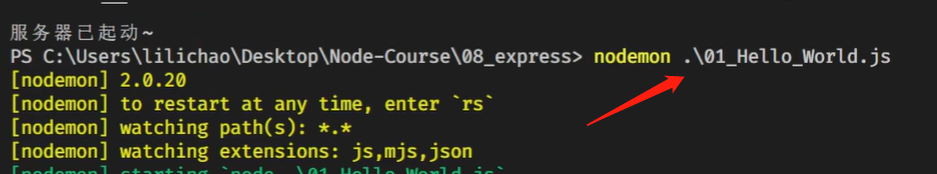 服务器已起动~
PS C:\Users\lilichao\Desktop\Node-Course\08_express> nodemon .\01_Hello_World.js
[nodemon] 2.0.20
[nodemon] to restart at any time, enter `rs`
[nodemon] watching path(s): *.*
[nodemon] watching extensions: js,mjs,json
[nodemon] starting `node .\01_Hello_World.js`